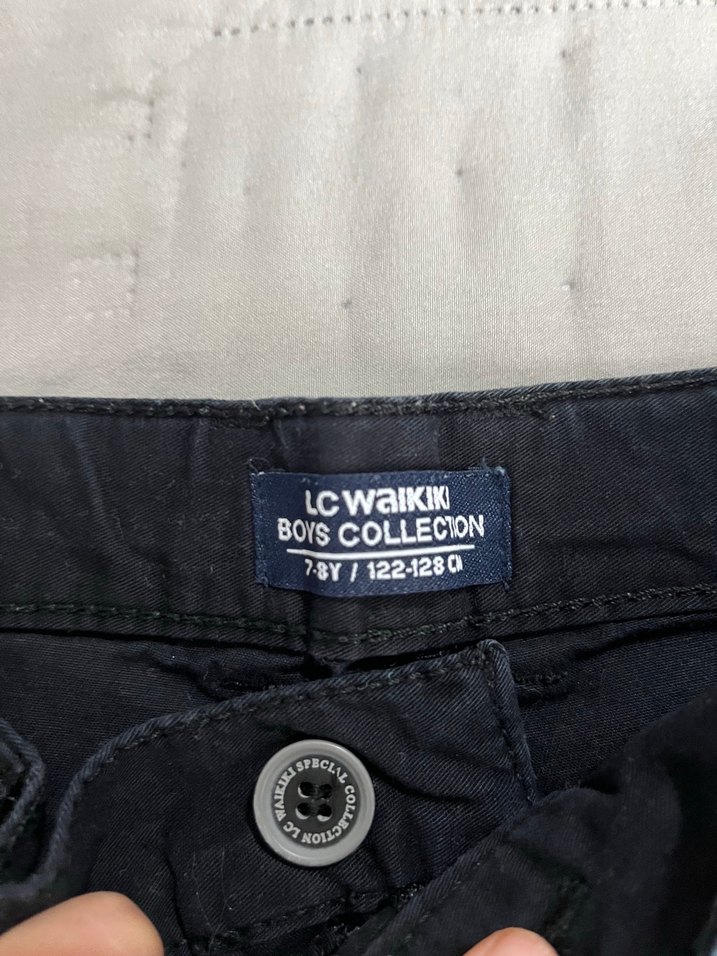 LC WAIKIKI
BOYS COLLECTION
7-8Y / 122-128 CM
LC WAIKIKI SPECIAL COLLECTION